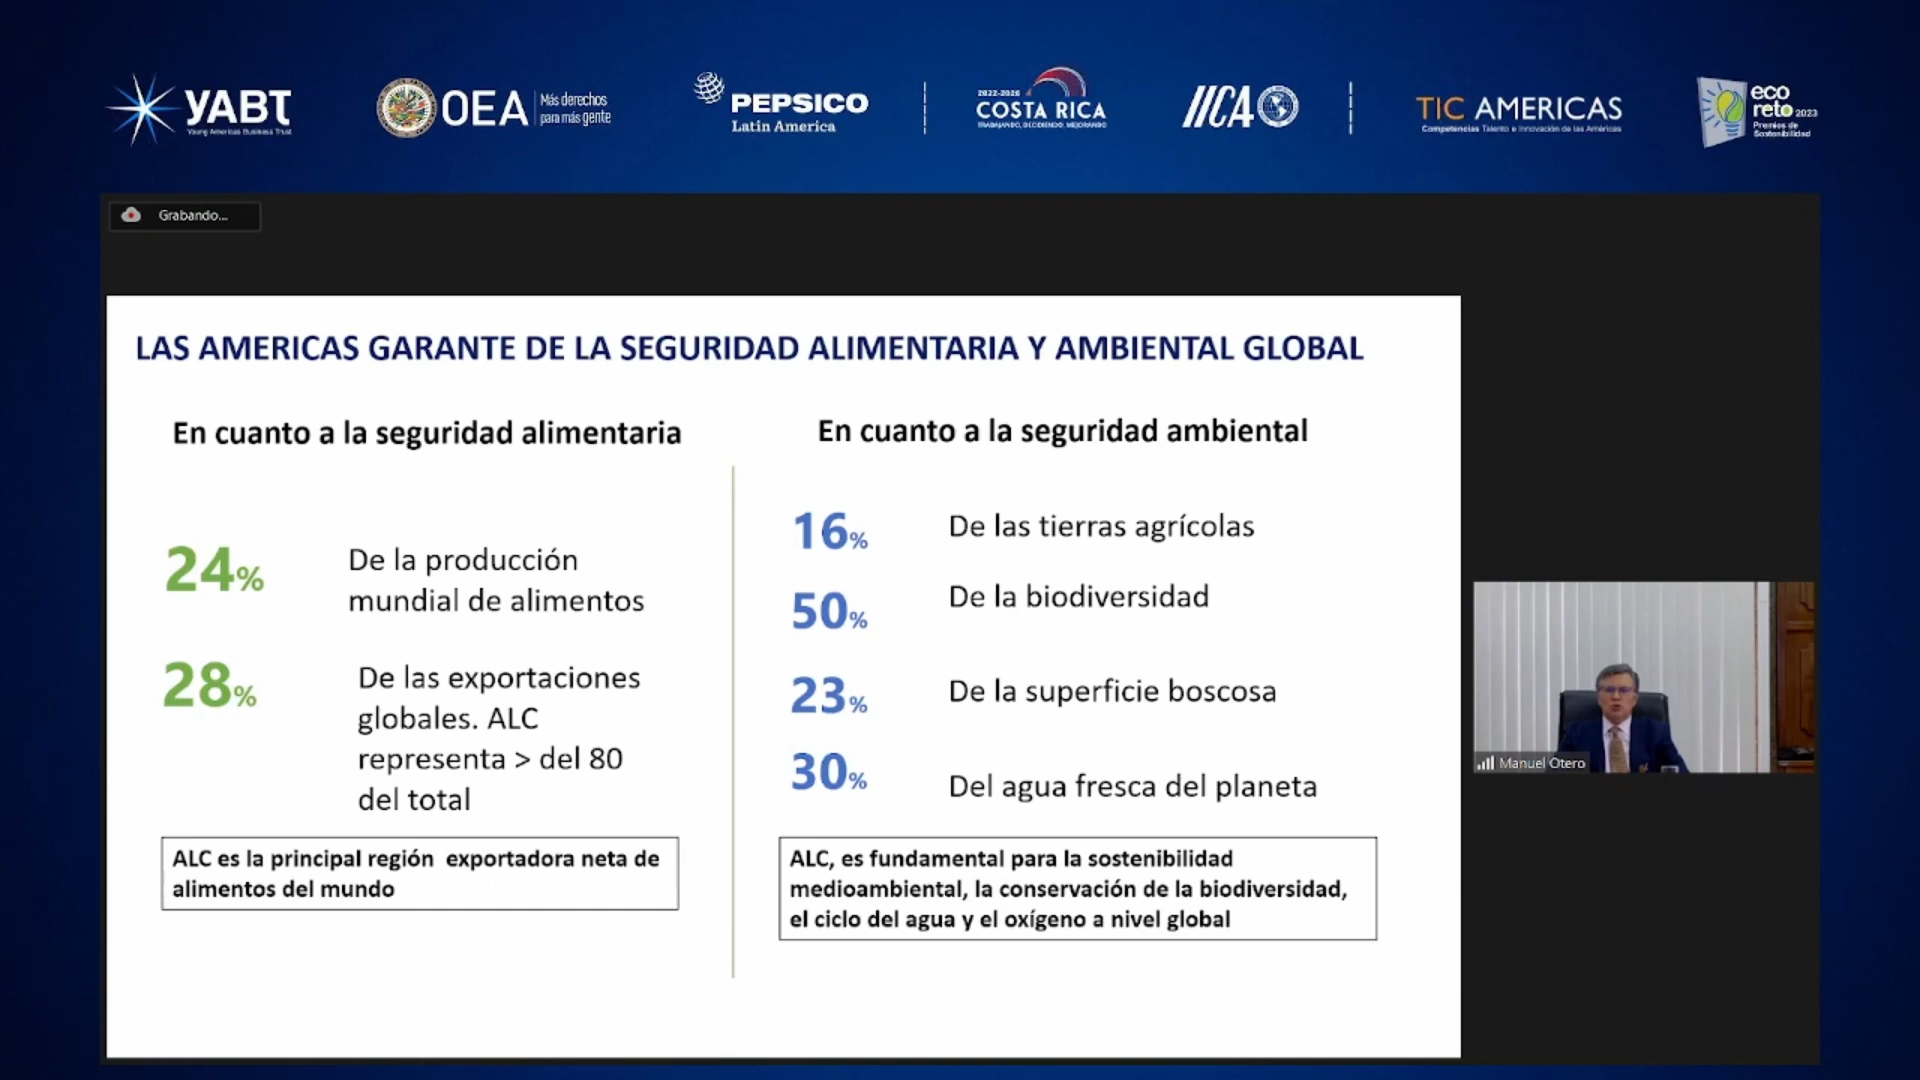 YABT
Young Americas Business Trust
OEA
Más derechos
para más gente
PEPSICO
Latin America
2022-2026
COSTA RICA
TRABAJANDO, DECIDIENDO, MEJORANDO
IICA
TIC AMERICAS
Competencias Talento e Innovación de las Américas
eco
reto 2023
Premios de
Sostenibilidad
Grabando...
LAS AMERICAS GARANTE DE LA SEGURIDAD ALIMENTARIA Y AMBIENTAL GLOBAL
En cuanto a la seguridad alimentaria
24%
De la producción
mundial de alimentos
28%
De las exportaciones
globales. ALC
representa > del 80
del total
ALC es la principal región exportadora neta de
alimentos del mundo
En cuanto a la seguridad ambiental
16%
De las tierras agrícolas
50%
De la biodiversidad
23%
De la superficie boscosa
30%
Del agua fresca del planeta
ALC, es fundamental para la sostenibilidad
medioambiental, la conservación de la biodiversidad,
el ciclo del agua y el oxígeno a nivel global
Manuel Otero